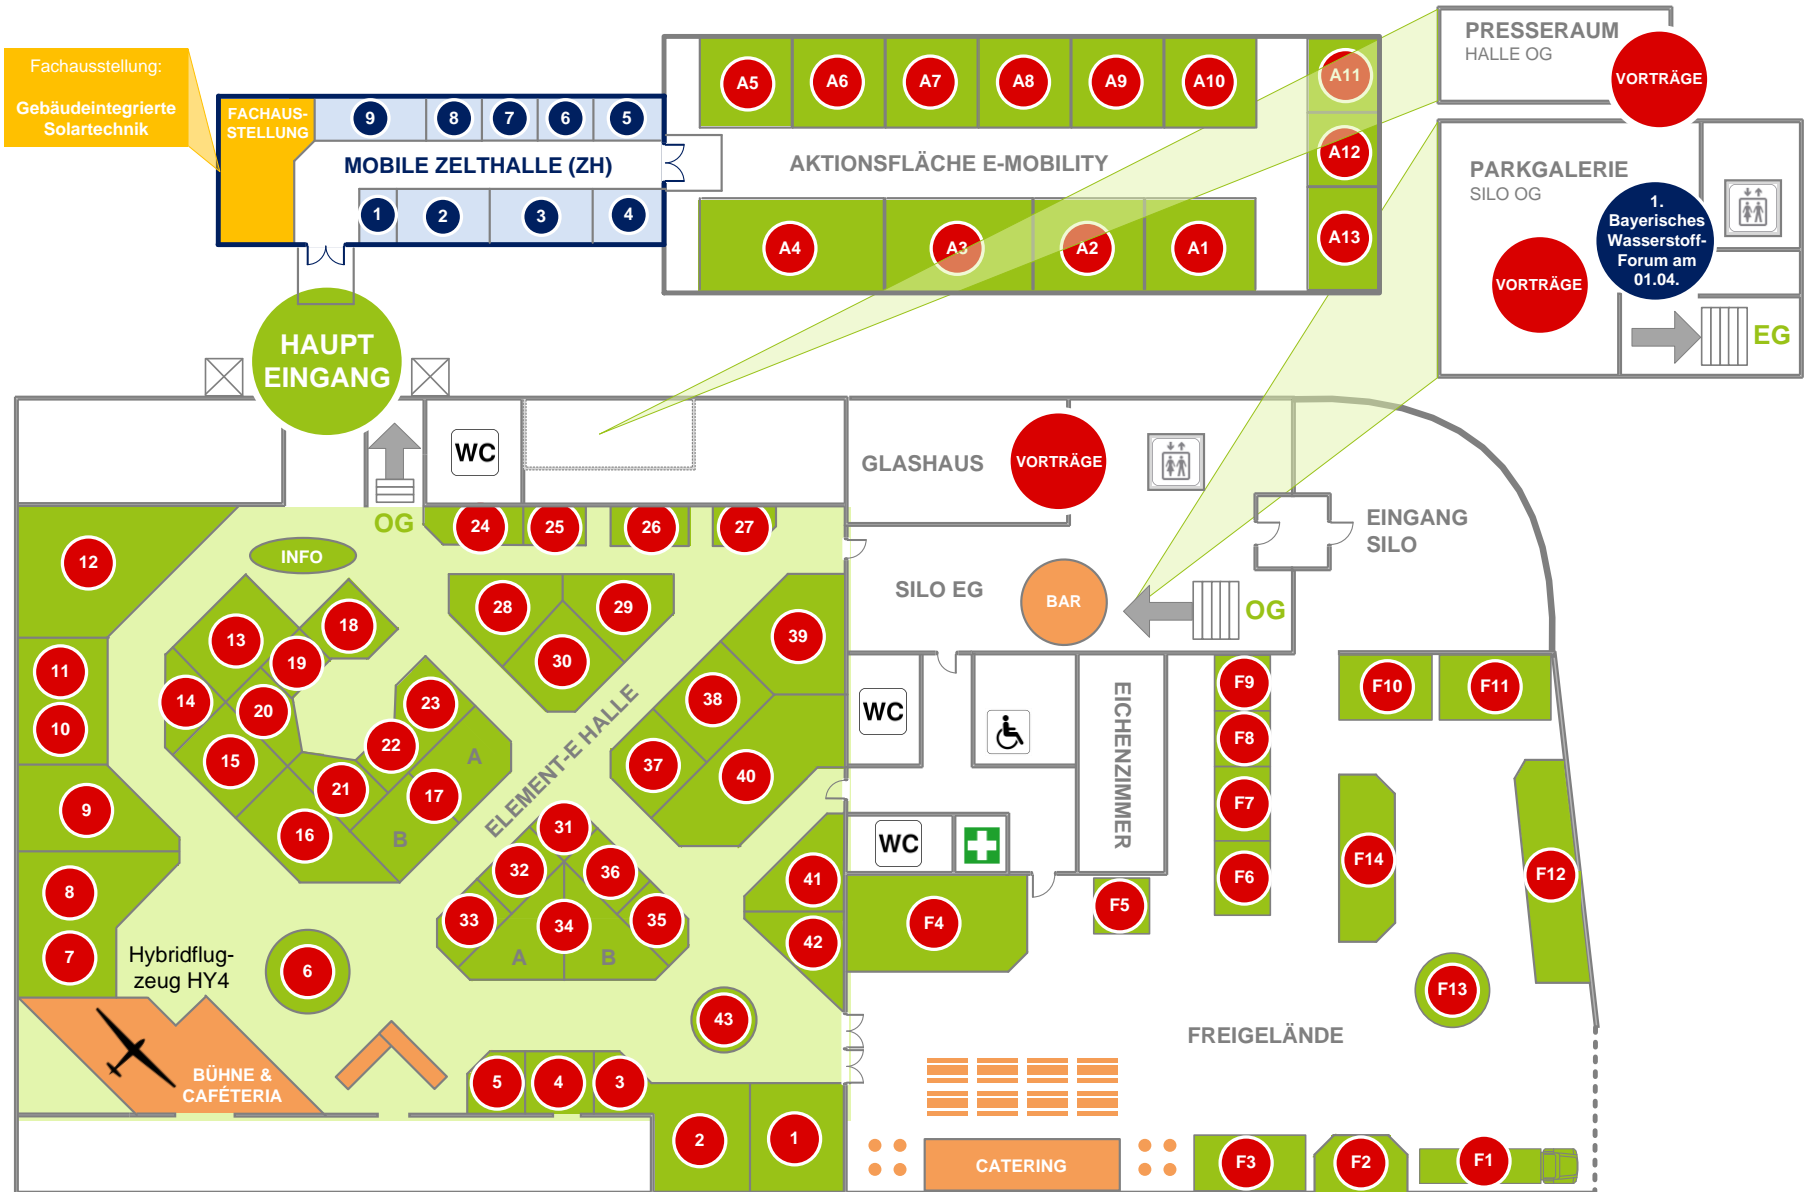 Fachausstellung:
Gebäudeintegrierte
Solartechnik
FACHAUS-
STELLUNG
9
8
7
6
5
MOBILE ZELTHALLE (ZH)
1
2
3
4
A5
A6
A7
A8
A9
A10
A11
AKTIONSFLÄCHE E-MOBILITY
A12
A4
A3
A2
A1
A13
PRESSERAUM
HALLE OG
VORTRÄGE
PARKGALERIE
SILO OG
1.
Bayerisches
Wasserstoff-
Forum am
01.04.
VORTRÄGE
EG
HAUPT
EINGANG
WC
OG
GLASHAUS
VORTRÄGE
EINGANG
SILO
SILO EG
BAR
OG
INFO
12
24
25
26
27
11
10
9
8
7
13
18
19
14
20
15
21
16
22
23
17
A
B
28
29
30
39
38
37
40
ELEMENT-E HALLE
31
32
36
33
34
35
A
B
41
42
43
6
Hybridflug-
zeug HY4
BÜHNE &
CAFÉTERIA
5
4
3
2
1
WC
WC
EICHENZIMMER
F9
F8
F7
F6
F10
F11
F14
F12
F4
F5
F13
FREIGELÄNDE
CATERING
F3
F2
F1